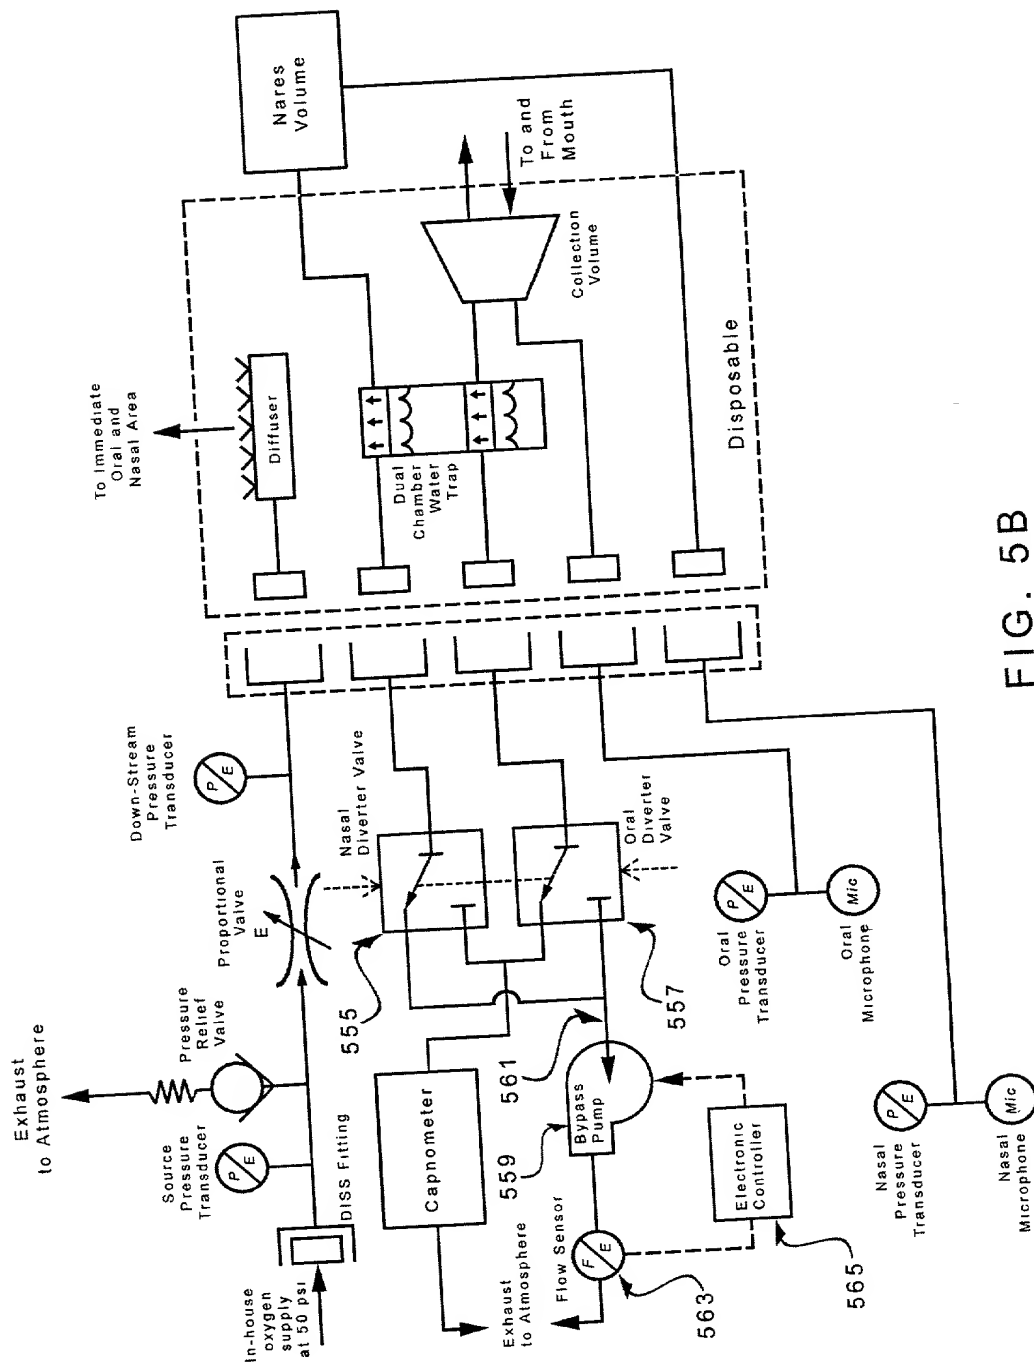 Exhaust
to Atmosphere
Source
Pressure
Transducer
Pressure
Relief
Valve
Proportional
Valve
E
Down-Stream
Pressure
Transducer
To Immediate
Oral and
Nasal Area
P
E
P
E
In-house
oxygen
supply
at 50 psi
DISS Fitting
Diffuser
Nares
Volume
Nasal
Diverter Valve
555
Capnometer
Dual
Chamber
Water
Trap
To and
From
Mouth
Collection
Volume
Oral
Diverter
Valve
557
561
559
Bypass
Pump
Exhaust
to Atmosphere
Flow Sensor
F
E
563
Electronic
Controller
565
P
E
Oral
Pressure
Transducer
Mic
Oral
Microphone
P
E
Nasal
Pressure
Transducer
Mic
Nasal
Microphone
Disposable
FIG. 5B